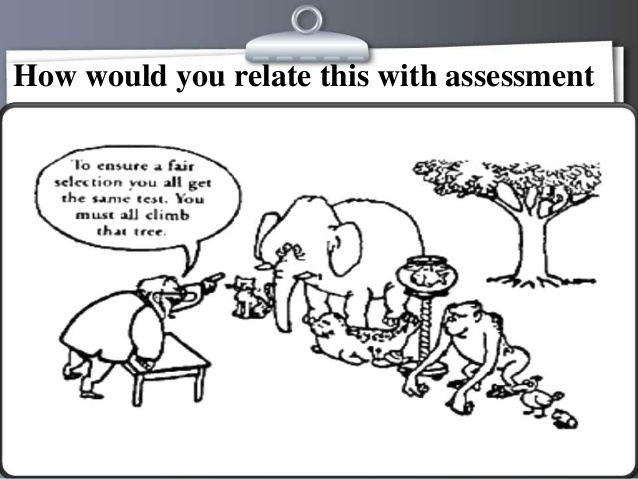 How would you relate this with assessment
To ensure a fair
selection you all get
the same test. You
must all climb
that tree.